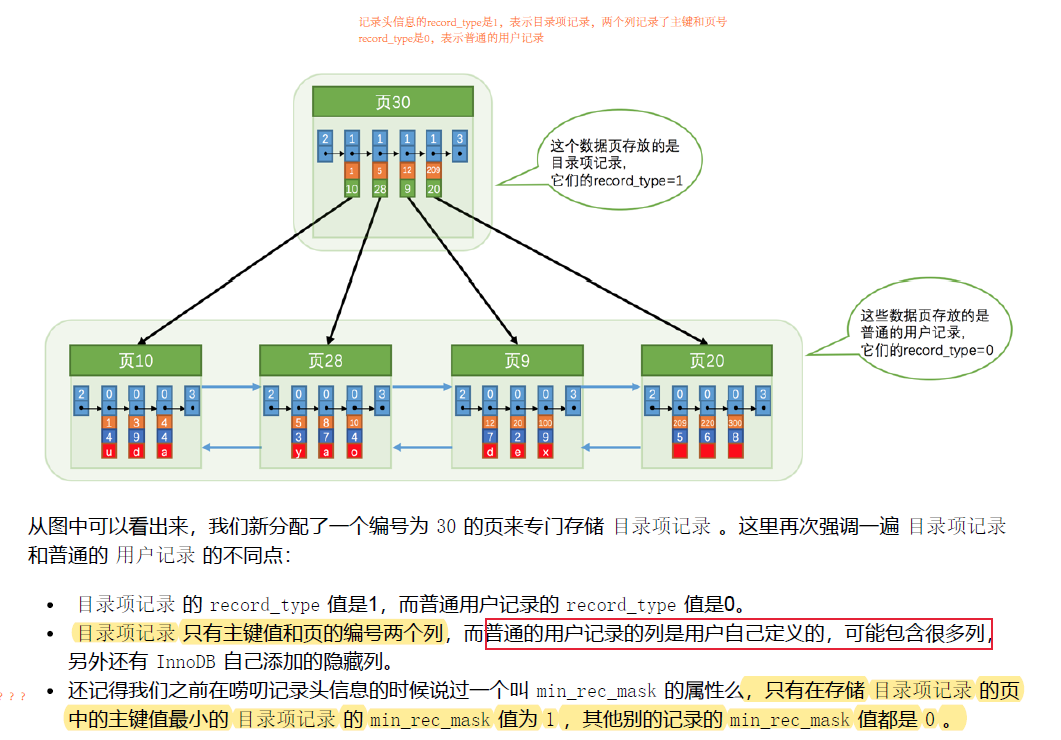 记录头信息的record_type是1，表示目录项记录，两个列记录了主键和页号
record_type是0，表示普通的用户记录
页30
2 1 1 1 1 3
1 5 12 209
10 28 9 20
这个数据页存放的是
目录项记录，
它们的record_type=1
这些数据页存放的是
普通的用户记录，
它们的record_type=0
页10
2 0 0 0 3
1 3 4
4 9 4
u d a
页28
2 0 0 0 3
5 8 10
3 7 4
y a o
页9
2 0 0 0 3
12 20 100
7 2 9
d e x
页20
2 0 0 0 3
209 220 300
5 6 8
从图中可以看出来，我们新分配了一个编号为 30 的页来专门存储 目录项记录 。这里再次强调一遍 目录项记录
和普通的 用户记录 的不同点：
• 目录项记录 的 record_type 值是1，而普通用户记录的 record_type 值是0。
• 目录项记录 只有主键值和页的编号两个列，而普通的用户记录的列是用户自己定义的，可能包含很多列，
另外还有 InnoDB 自己添加的隐藏列。
? ? ? • 还记得我们之前在唠叨记录头信息的时候说过一个叫 min_rec_mask 的属性么，只有在存储 目录项记录 的页
中的主键值最小的 目录项记录 的 min_rec_mask 值为 1 ，其他别的记录的 min_rec_mask 值都是 0 。